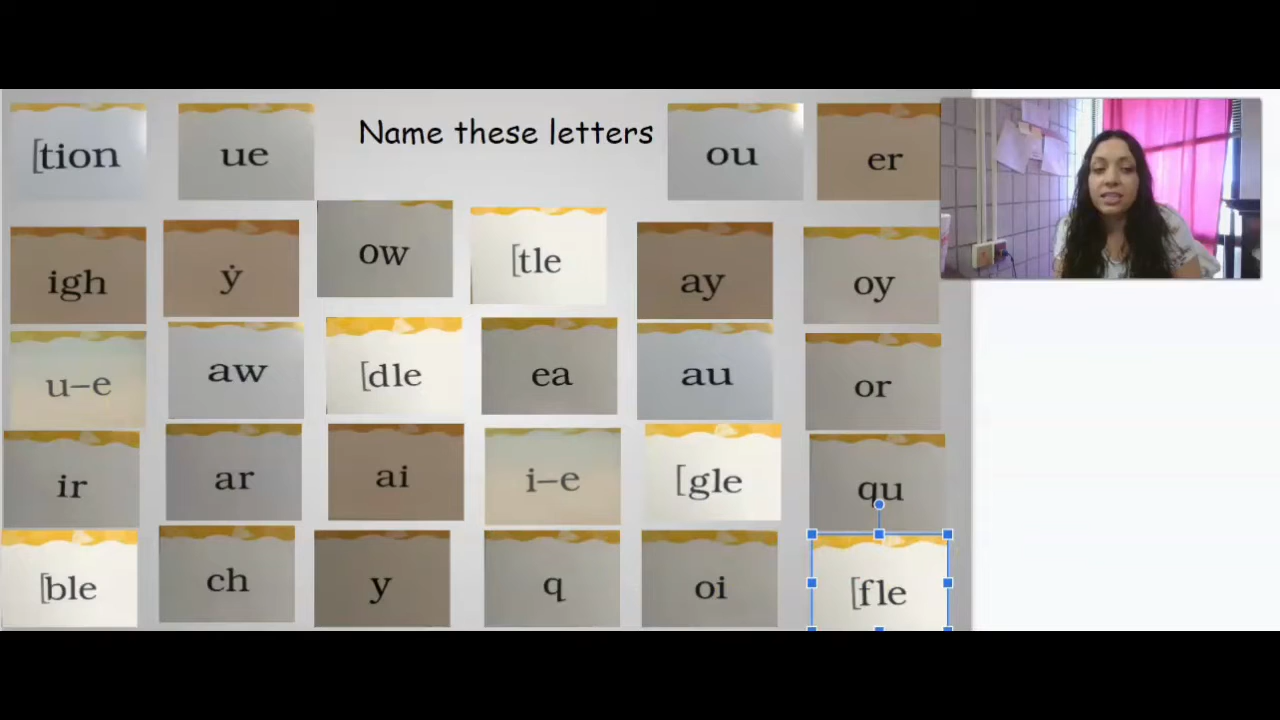 Name these letters
[tion
ue
ou
er
igh
ẏ
ow
[tle
ay
oy
u–e
aw
[dle
ea
au
or
ir
ar
ai
i–e
[gle
qu
[ble
ch
y
q
oi
[fle